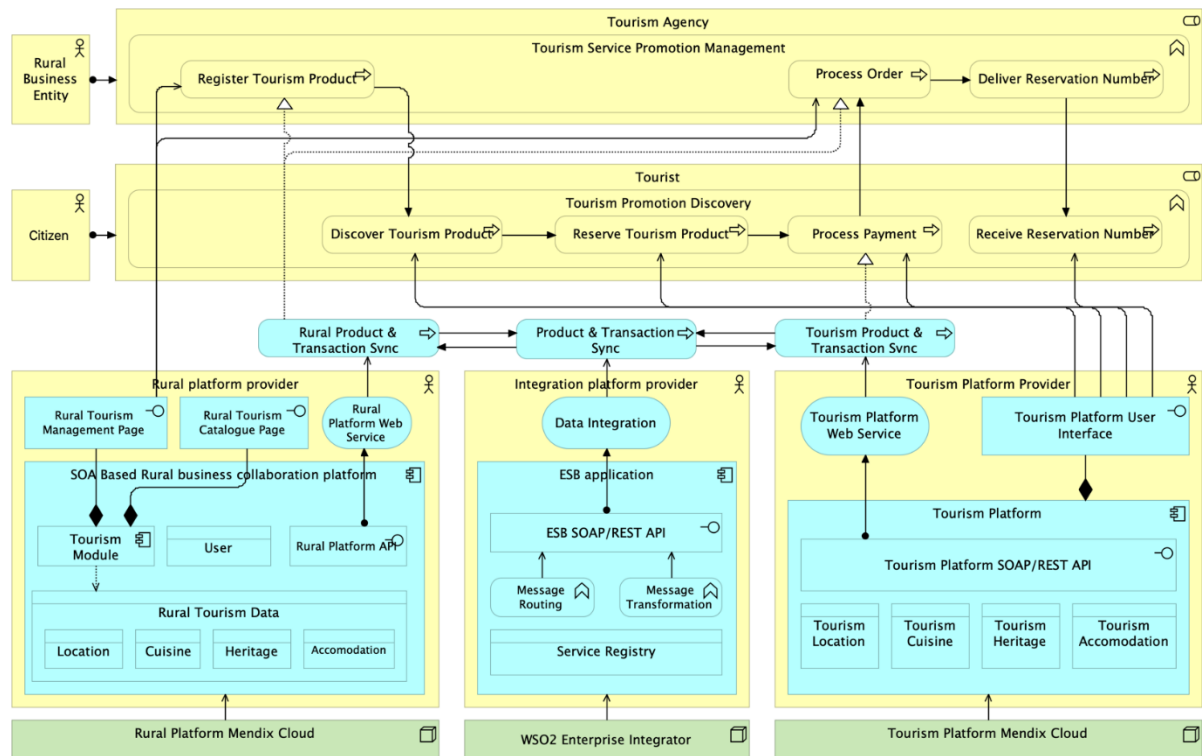 Tourism Agency
Tourism Service Promotion Management
Rural
Business
Entity
Register Tourism Product
Process Order
Deliver Reservation Number
Tourist
Tourism Promotion Discovery
Citizen
Discover Tourism Product
Reserve Tourism Product
Process Payment
Receive Reservation Number
Rural Product &
Transaction Sync
Product & Transaction
Sync
Tourism Product &
Transaction Sync
Rural platform provider
Integration platform provider
Tourism Platform Provider
Rural Tourism
Management Page
Rural Tourism
Catalogue Page
Rural
Platform Web
Service
Data Integration
Tourism Platform
Web Service
Tourism Platform User
Interface
SOA Based Rural business collaboration platform
ESB application
Tourism Platform
Tourism
Module
User
Rural Platform API
ESB SOAP/REST API
Tourism Platform SOAP/REST API
Message
Routing
Message
Transformation
Rural Tourism Data
Location
Cuisine
Heritage
Accomodation
Service Registry
Tourism
Location
Tourism
Cuisine
Tourism
Heritage
Tourism
Accomodation
Rural Platform Mendix Cloud
WSO2 Enterprise Integrator
Tourism Platform Mendix Cloud